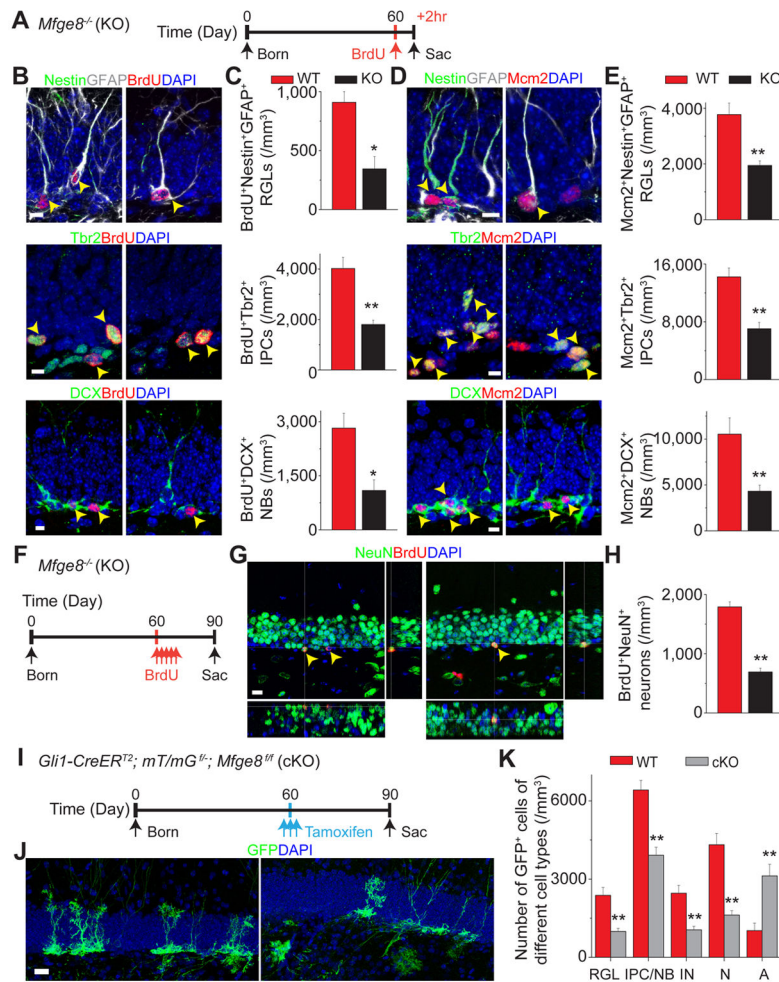 A
Mfge8-/- (KO)
Time (Day)
0
60
+2hr
Born
BrdU
Sac
B
NestinGFAPBrdUDAPI
C
WT
KO
BrdU+Nestin+GFAP+
RGLs (/mm3)
1,000
500
0
*
D
NestinGFAPMcm2DAPI
E
WT
KO
Mcm2+Nestin+GFAP+
RGLs (/mm3)
4,000
2,000
0
**
Tbr2BrdUDAPI
BrdU+Tbr2+
IPCs (/mm3)
4,000
2,000
0
**
Tbr2Mcm2DAPI
Mcm2+Tbr2+
IPCs (/mm3)
16,000
8,000
0
**
DCXBrdUDAPI
BrdU+DCX+
NBs (/mm3)
3,000
1,500
0
*
DCXMcm2DAPI
Mcm2+DCX+
NBs (/mm3)
10,000
5,000
0
**
F
Mfge8-/- (KO)
Time (Day)
0
60
90
Born
BrdU
Sac
G
NeuNBrdUDAPI
H
BrdU+NeuN+
neurons (/mm3)
2,000
1,000
0
**
I
Gli1-CreERT2; mT/mG f/-; Mfge8 f/f (cKO)
Time (Day)
0
60
90
Born
Tamoxifen
Sac
J
GFPDAPI
K
WT
cKO
Number of GFP+ cells of
different cell types (/mm3)
6000
3000
0
**
**
**
**
**
RGL IPC/NB IN N A